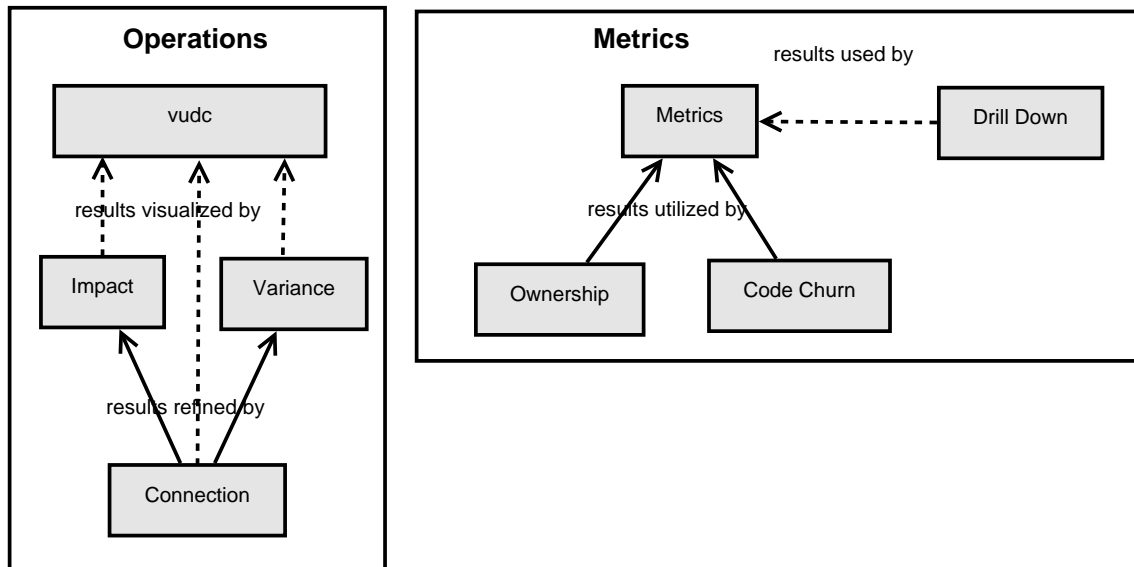 Operations
vudc
results visualized by
Impact
Variance
results refined by
Connection
Metrics
results used by
Metrics
Drill Down
results utilized by
Ownership
Code Churn